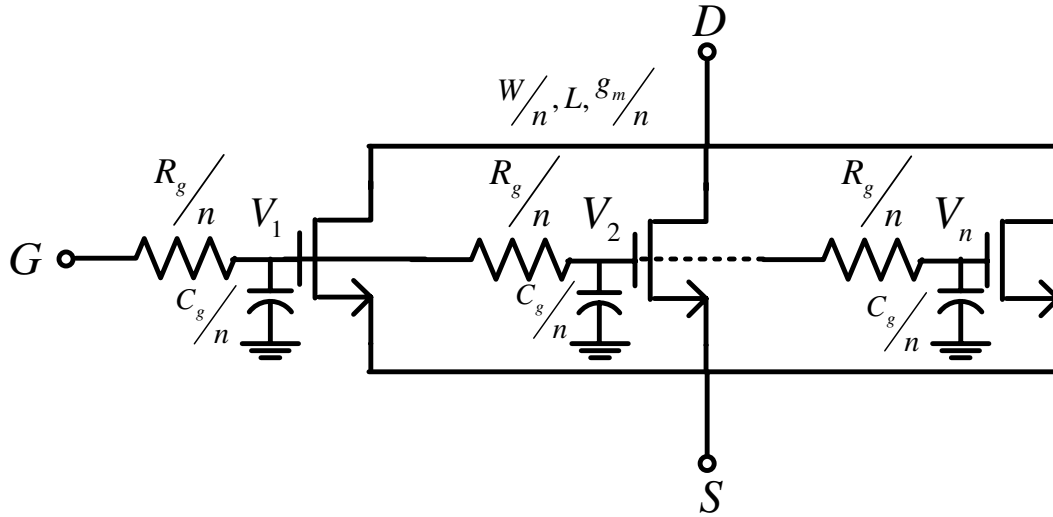 D
W/n, L, g_m/n
R_g/n
R_g/n
R_g/n
G
V_1
V_2
V_n
C_g/n
C_g/n
C_g/n
S